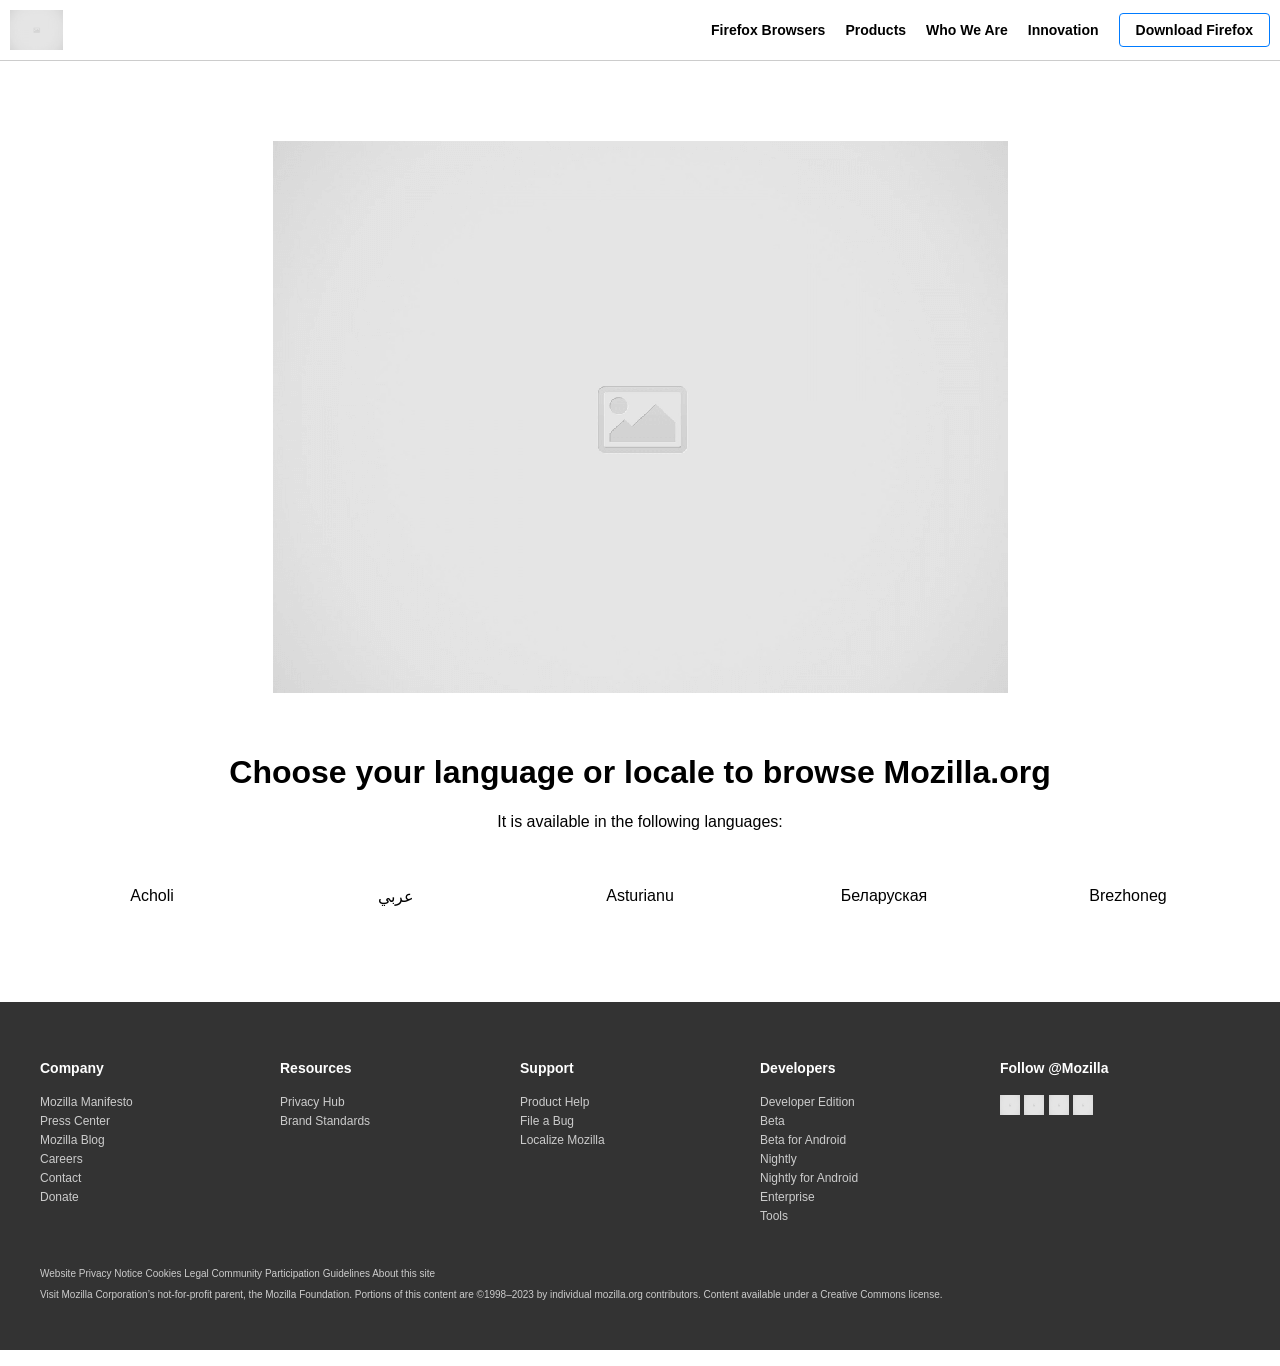 Firefox Browsers Products Who We Are Innovation Download Firefox
Choose your language or locale to browse Mozilla.org
It is available in the following languages:
Acholi عربي Asturianu Беларуская Brezhoneg
Company
Mozilla Manifesto
Press Center
Mozilla Blog
Careers
Contact
Donate
Resources
Privacy Hub
Brand Standards
Support
Product Help
File a Bug
Localize Mozilla
Developers
Developer Edition
Beta
Beta for Android
Nightly
Nightly for Android
Enterprise
Tools
Follow @Mozilla
Website Privacy Notice Cookies Legal Community Participation Guidelines About this site
Visit Mozilla Corporation's not-for-profit parent, the Mozilla Foundation. Portions of this content are ©1998–2023 by individual mozilla.org contributors. Content available under a Creative Commons license.